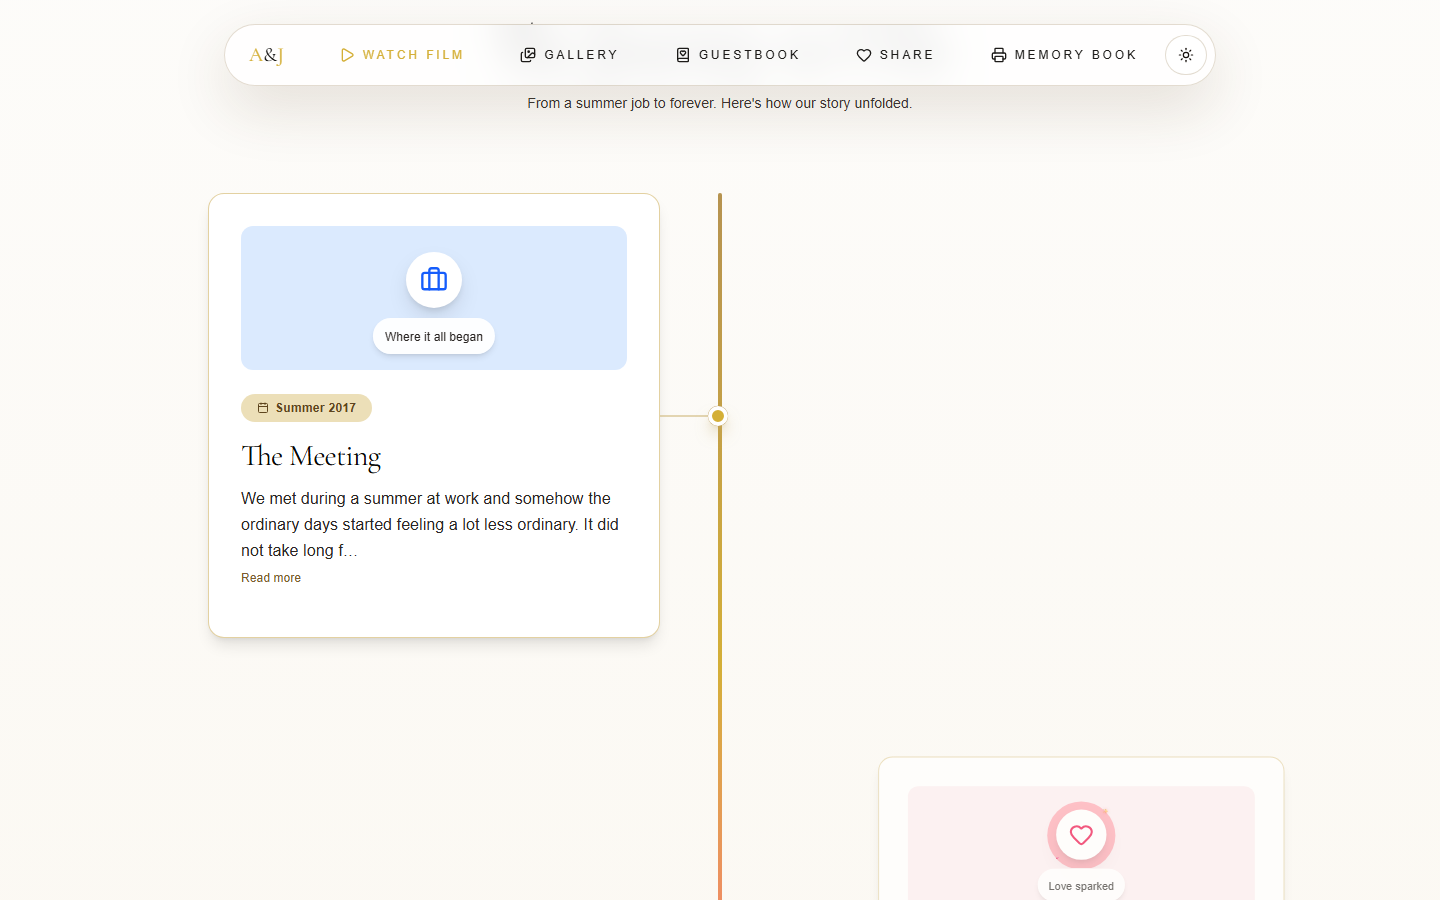 A&J
WATCH FILM
GALLERY
GUESTBOOK
SHARE
MEMORY BOOK
From a summer job to forever. Here's how our story unfolded.
Where it all began
Summer 2017
The Meeting
We met during a summer at work and somehow the
ordinary days started feeling a lot less ordinary. It did
not take long f...
Read more
Love sparked